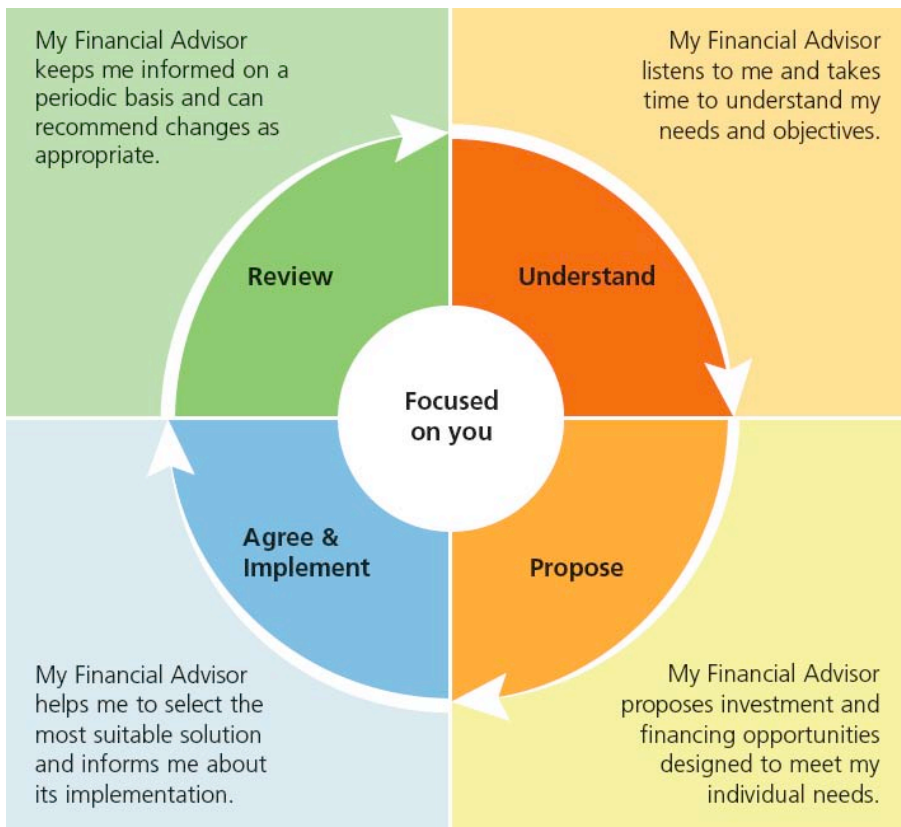 My Financial Advisor
keeps me informed on a
periodic basis and can
recommend changes as
appropriate.
My Financial Advisor
listens to me and takes
time to understand my
needs and objectives.
Review
Understand
Focused
on you
Agree &
Implement
Propose
My Financial Advisor
helps me to select the
most suitable solution
and informs me about
its implementation.
My Financial Advisor
proposes investment and
financing opportunities
designed to meet my
individual needs.